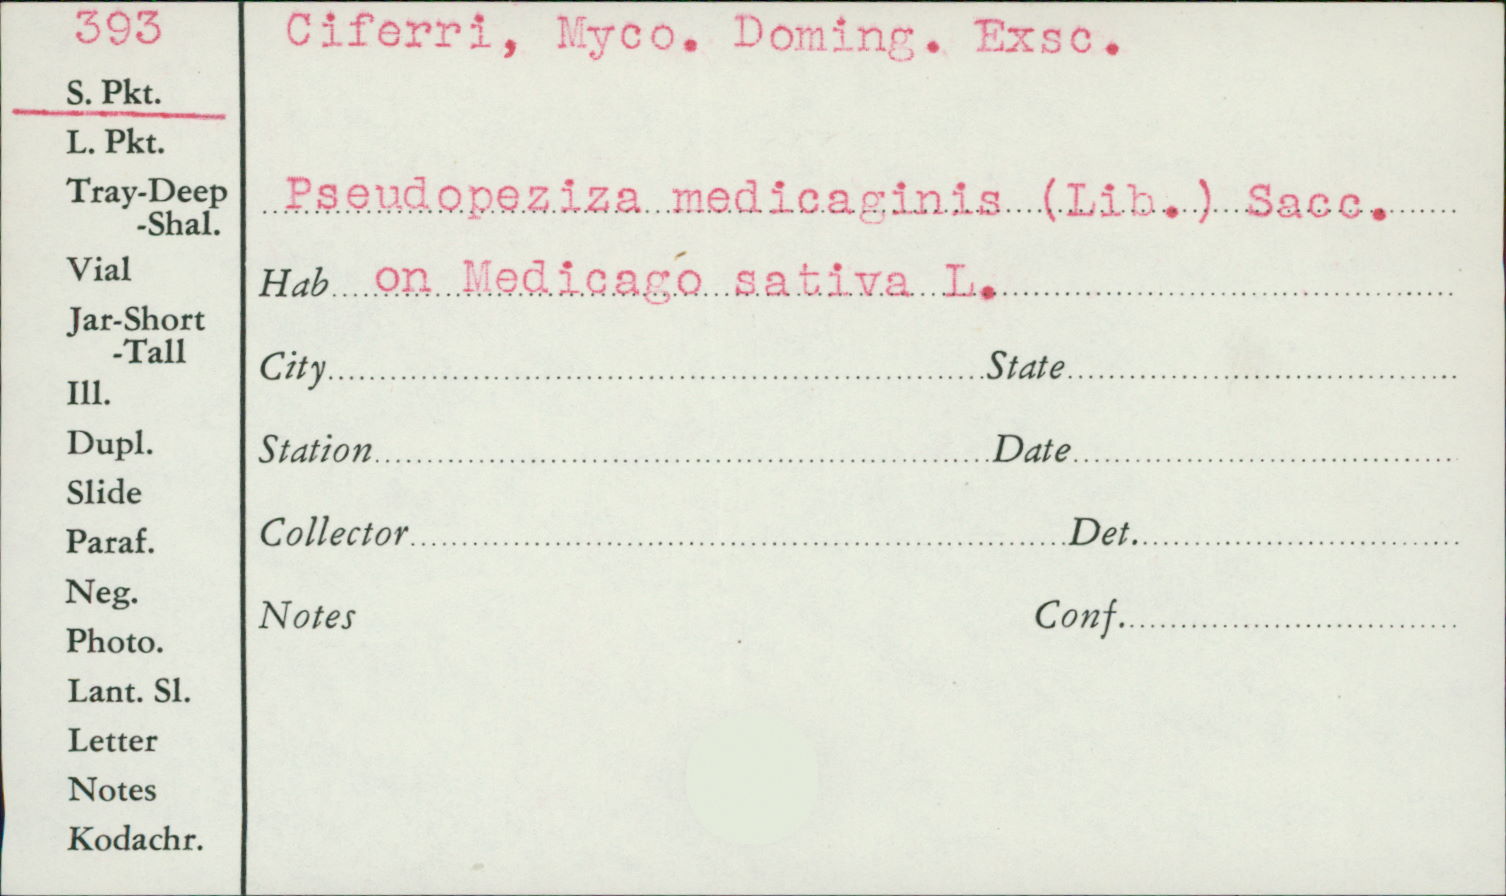 393
Ciferri, Myco. Doming. Exsc.
S. Pkt.
L. Pkt.
Tray-Deep
-Shal.
Vial
Jar-Short
-Tall
Ill.
Dupl.
Slide
Paraf.
Neg.
Photo.
Lant. Sl.
Letter
Notes
Kodachr.
Pseudopeziza medicaginis (Lib.) Sacc.
Hab on Medicago sativa L.
City State
Station Date
Collector Det.
Notes Conf.